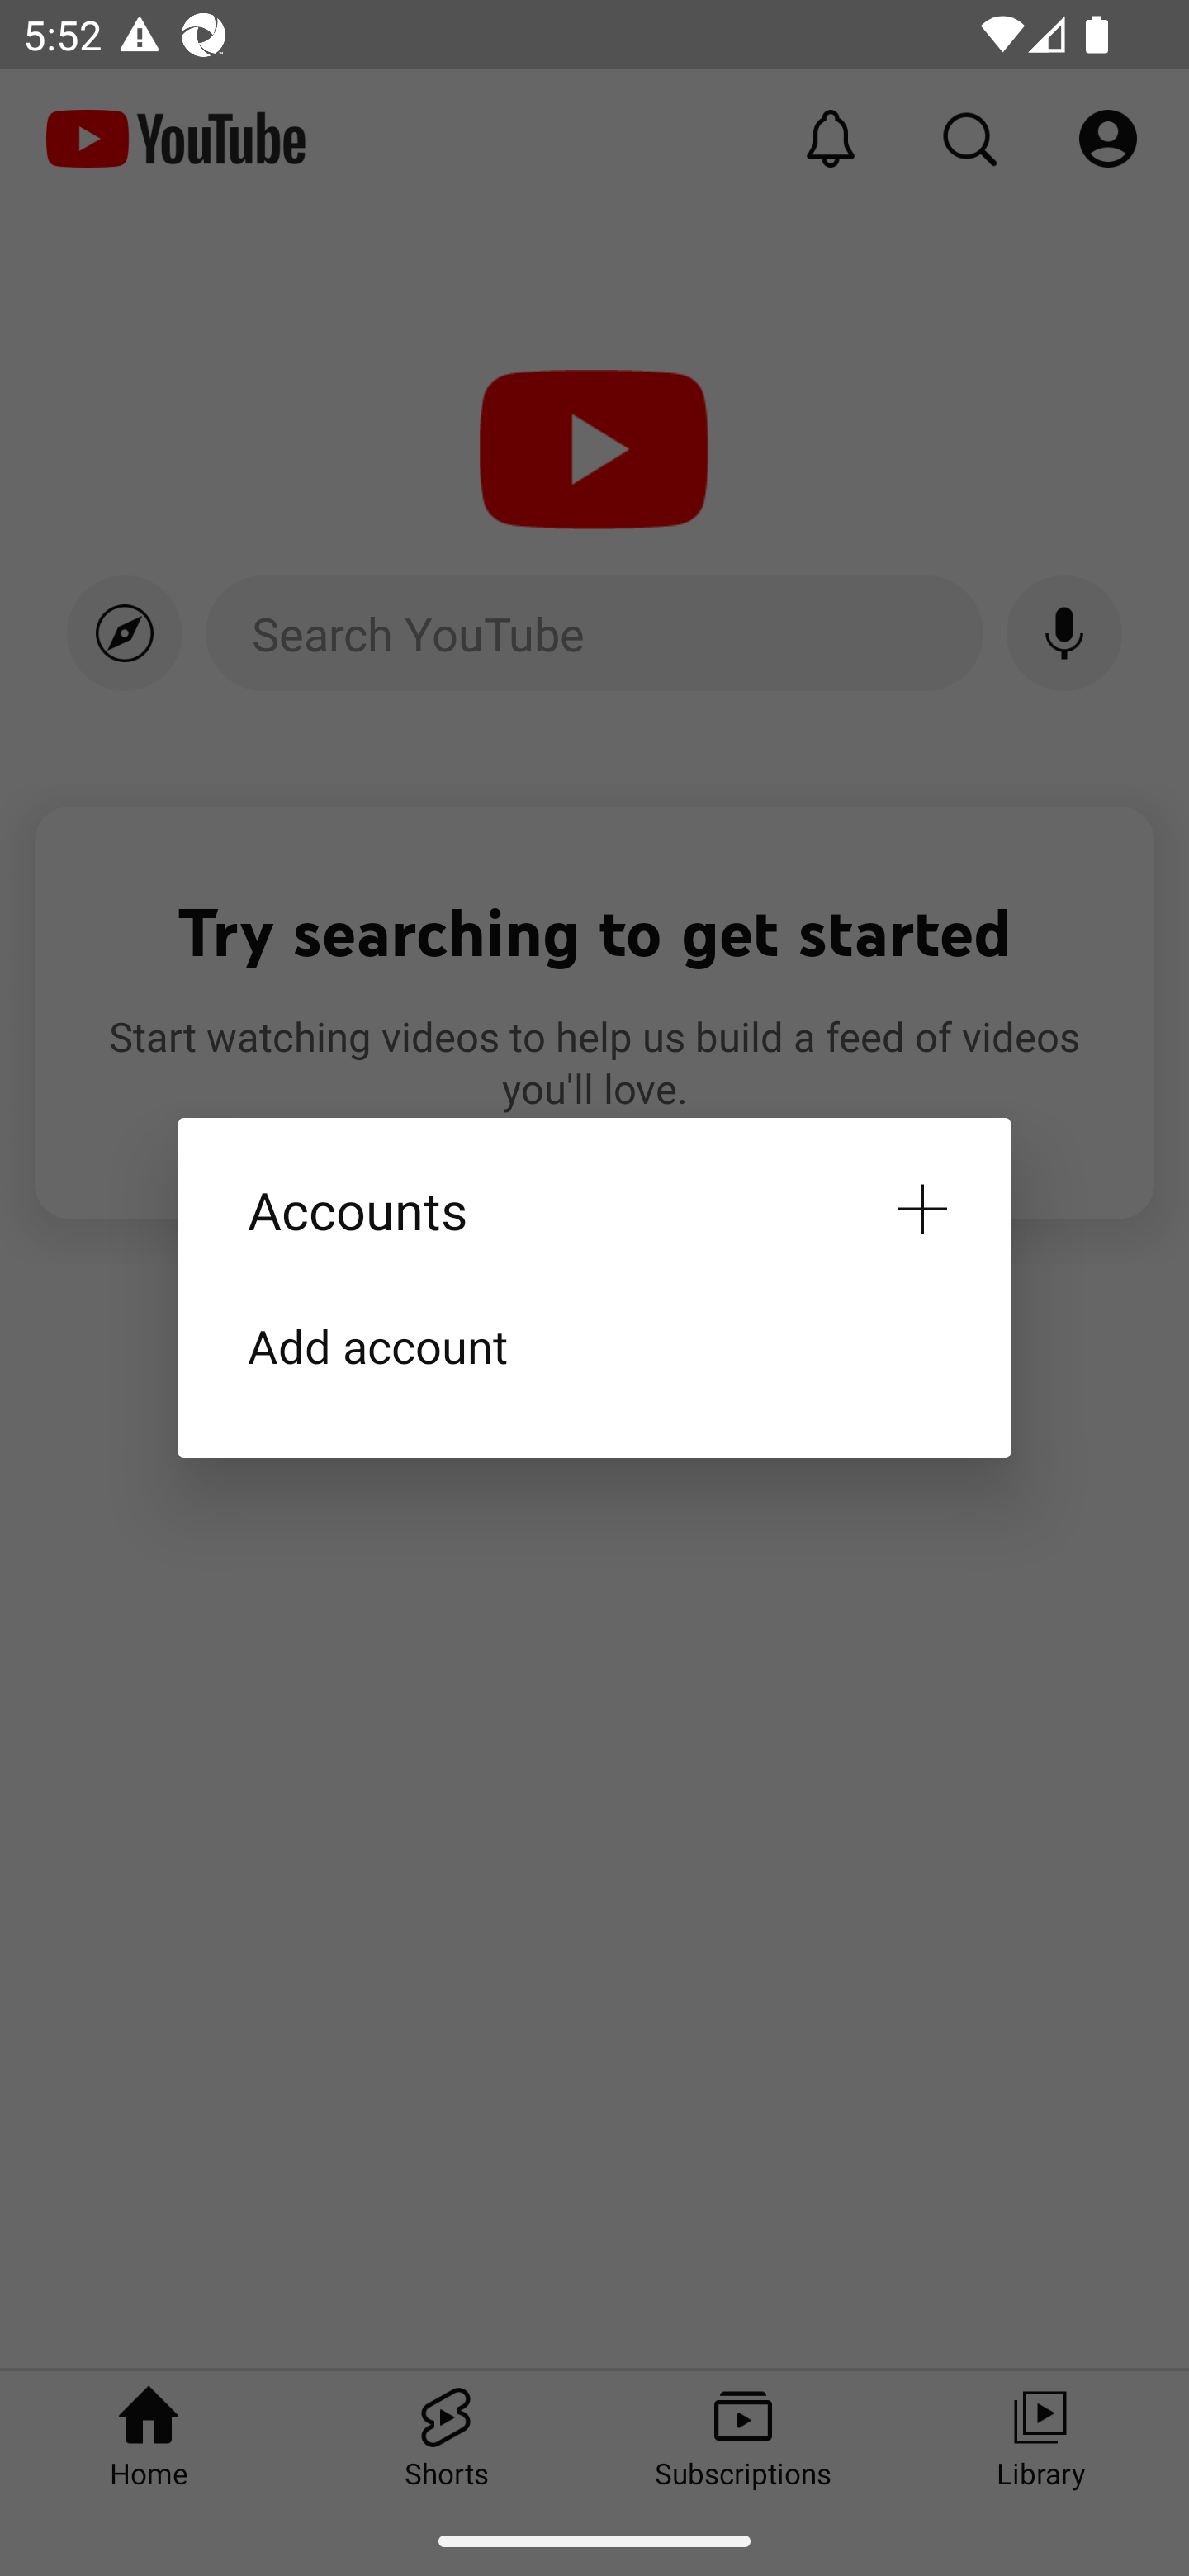 5:52
YouTube
Search YouTube
Try searching to get started
Start watching videos to help us build a feed of videos
you'll love.
Accounts
Add account
Home
Shorts
Subscriptions
Library